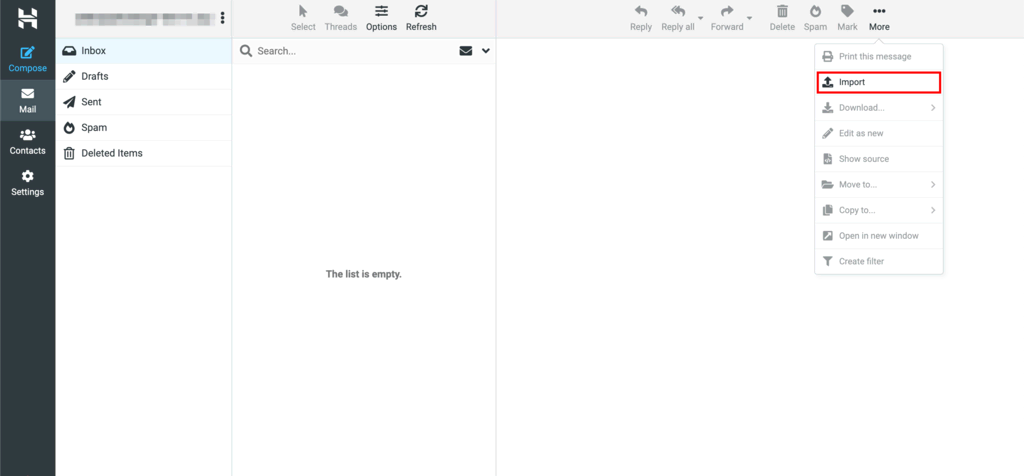 Compose
Mail
Contacts
Settings
Inbox
Drafts
Sent
Spam
Deleted Items
Select
Threads
Options
Refresh
Search...
The list is empty.
Reply
Reply all
Forward
Delete
Spam
Mark
More
Print this message
Import
Download...
Edit as new
Show source
Move to...
Copy to...
Open in new window
Create filter